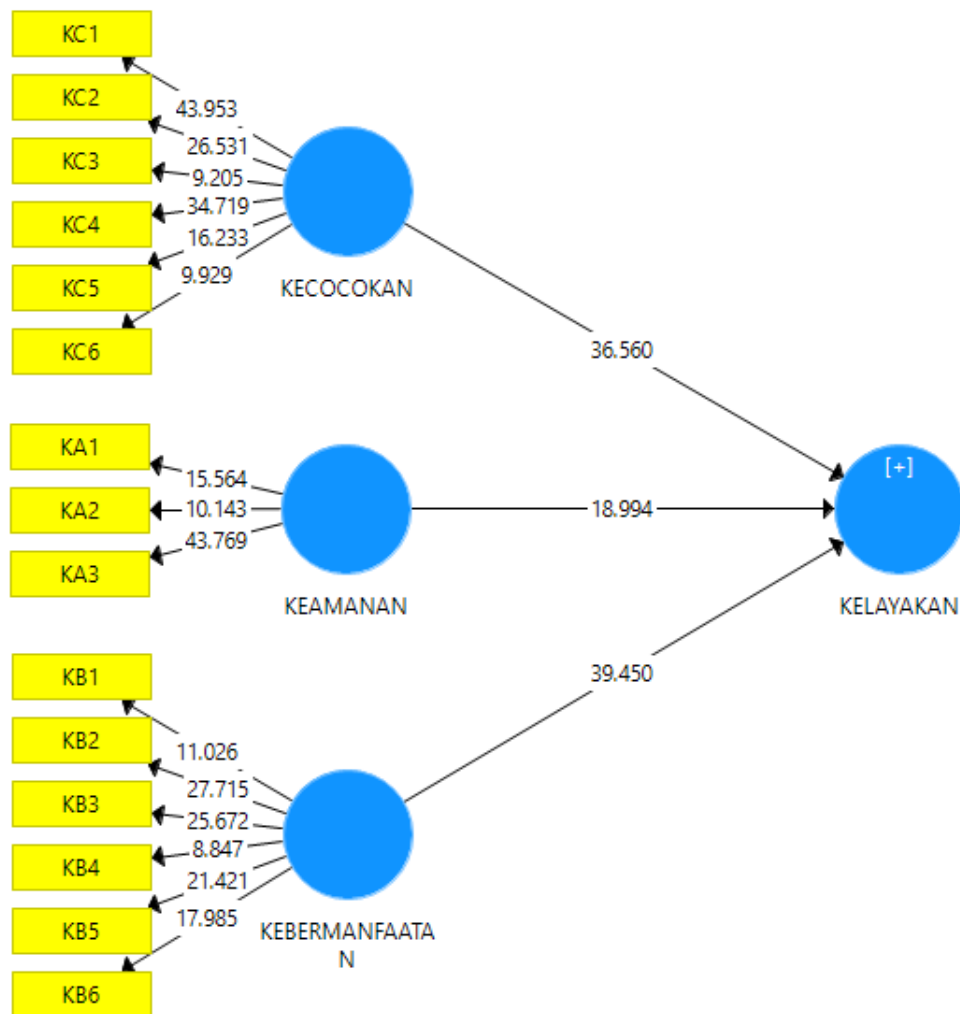 KC1
43.953
KC2
26.531
KC3
9.205
34.719
KC4
16.233
KC5
9.929
KC6
KECOCOKAN
36.560
KA1
15.564
KA2
10.143
43.769
KA3
KEAMANAN
18.994
[+]
KELAYAKAN
39.450
KB1
11.026
KB2
27.715
KB3
25.672
8.847
KB4
21.421
KB5
17.985
KB6
KEBERMANFAATA
N